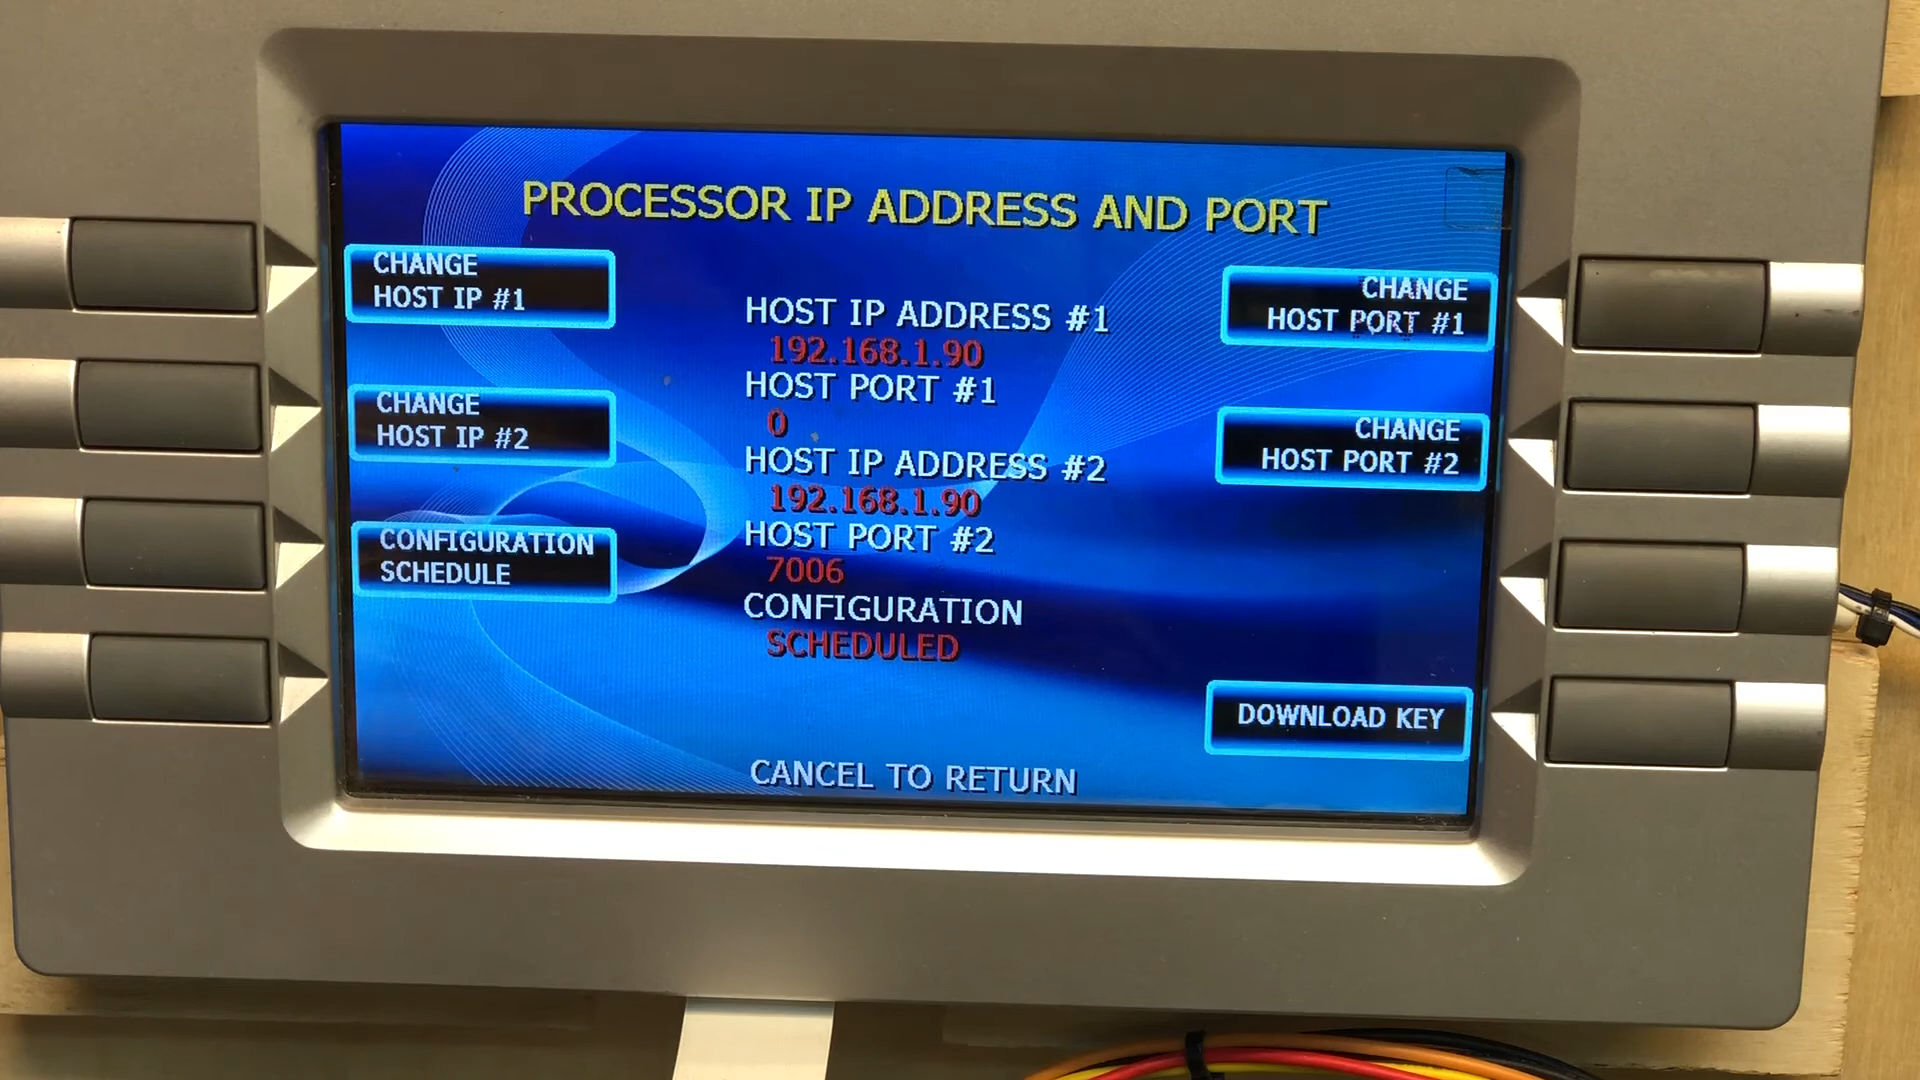 PROCESSOR IP ADDRESS AND PORT
CHANGE
HOST IP #1
CHANGE
HOST IP #2
CONFIGURATION
SCHEDULE
HOST IP ADDRESS #1
192.168.1.90
HOST PORT #1
0
HOST IP ADDRESS #2
192.168.1.90
HOST PORT #2
7006
CONFIGURATION
SCHEDULED
CHANGE
HOST PORT #1
CHANGE
HOST PORT #2
DOWNLOAD KEY
CANCEL TO RETURN